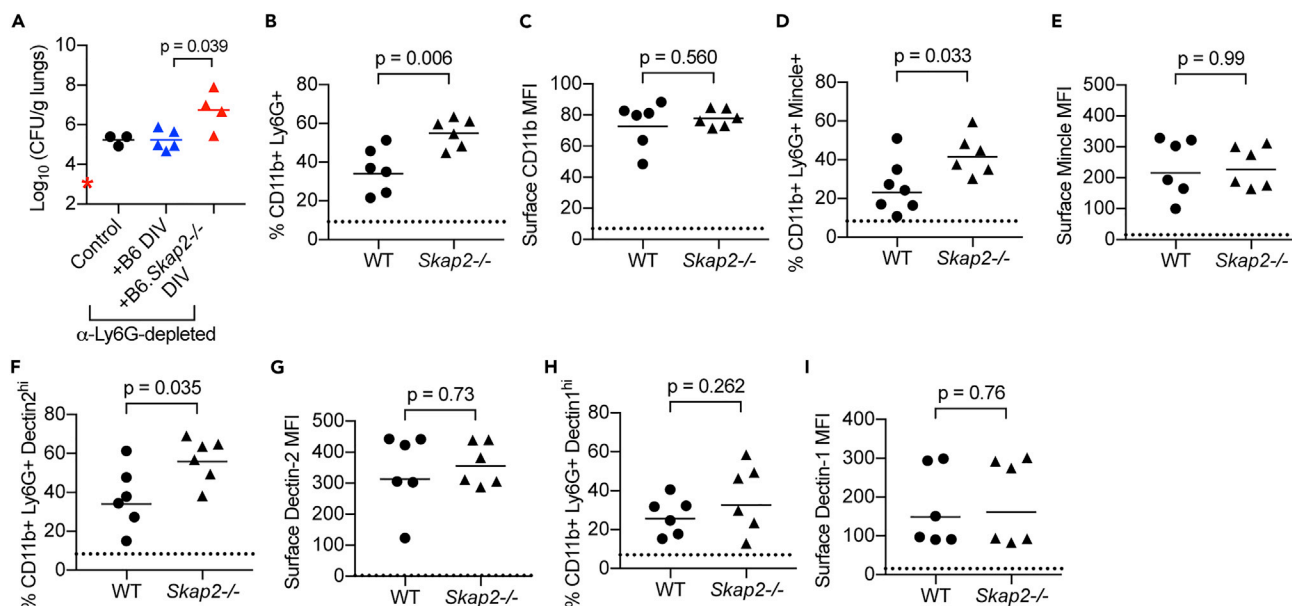 A
Log10 (CFU/g lungs)
10
8
6
4
2
*
p = 0.039
Control
+B6 DIV
+B6.Skap2-/-
DIV
α-Ly6G-depleted
B
% CD11b+ Ly6G+
80
60
40
20
0
p = 0.006
WT
Skap2-/-
C
Surface CD11b MFI
100
80
60
40
20
0
p = 0.560
WT
Skap2-/-
D
% CD11b+ Ly6G+ Mincle+
80
60
40
20
0
p = 0.033
WT
Skap2-/-
E
Surface Mincle MFI
500
400
300
200
100
0
p = 0.99
WT
Skap2-/-
F
% CD11b+ Ly6G+ Dectin2hi
80
60
40
20
0
p = 0.035
WT
Skap2-/-
G
Surface Dectin-2 MFI
500
400
300
200
100
0
p = 0.73
WT
Skap2-/-
H
% CD11b+ Ly6G+ Dectin1hi
80
60
40
20
0
p = 0.262
WT
Skap2-/-
I
Surface Dectin-1 MFI
400
300
200
100
0
p = 0.76
WT
Skap2-/-